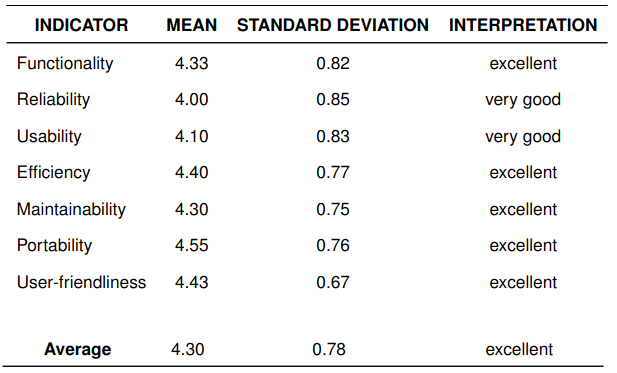 INDICATOR MEAN STANDARD DEVIATION INTERPRETATION
Functionality 4.33 0.82 excellent
Reliability 4.00 0.85 very good
Usability 4.10 0.83 very good
Efficiency 4.40 0.77 excellent
Maintainability 4.30 0.75 excellent
Portability 4.55 0.76 excellent
User-friendliness 4.43 0.67 excellent
Average 4.30 0.78 excellent